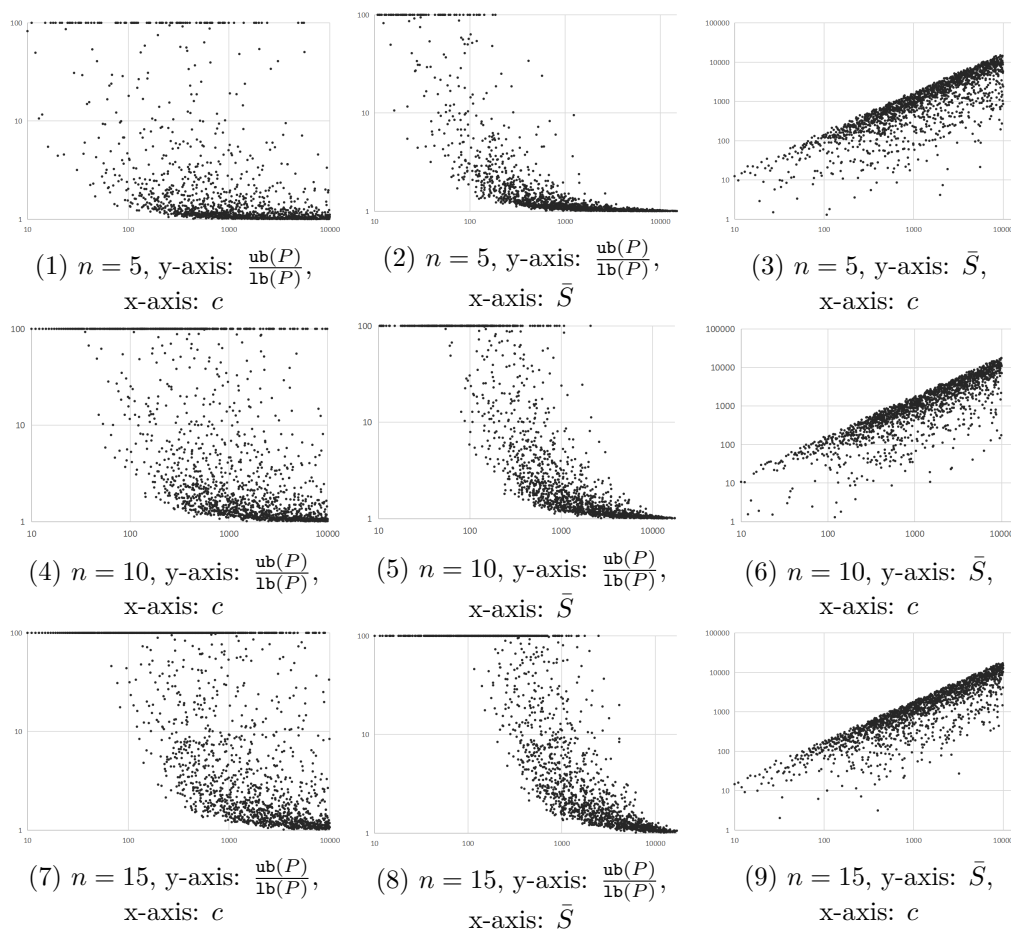 100
10
1
10 100 1000 10000
(1) n = 5, y-axis: ub(P)/lb(P),
x-axis: c
100
10
1
10 100 1000 10000
(2) n = 5, y-axis: ub(P)/lb(P),
x-axis: S̄
100000
10000
1000
100
10
1
10 100 1000 10000
(3) n = 5, y-axis: S̄,
x-axis: c
100
10
1
10 100 1000 10000
(4) n = 10, y-axis: ub(P)/lb(P),
x-axis: c
100
10
1
10 100 1000 10000
(5) n = 10, y-axis: ub(P)/lb(P),
x-axis: S̄
100000
10000
1000
100
10
1
10 100 1000 10000
(6) n = 10, y-axis: S̄,
x-axis: c
100
10
1
10 100 1000 10000
(7) n = 15, y-axis: ub(P)/lb(P),
x-axis: c
100
10
1
10 100 1000 10000
(8) n = 15, y-axis: ub(P)/lb(P),
x-axis: S̄
100000
10000
1000
100
10
1
10 100 1000 10000
(9) n = 15, y-axis: S̄,
x-axis: c